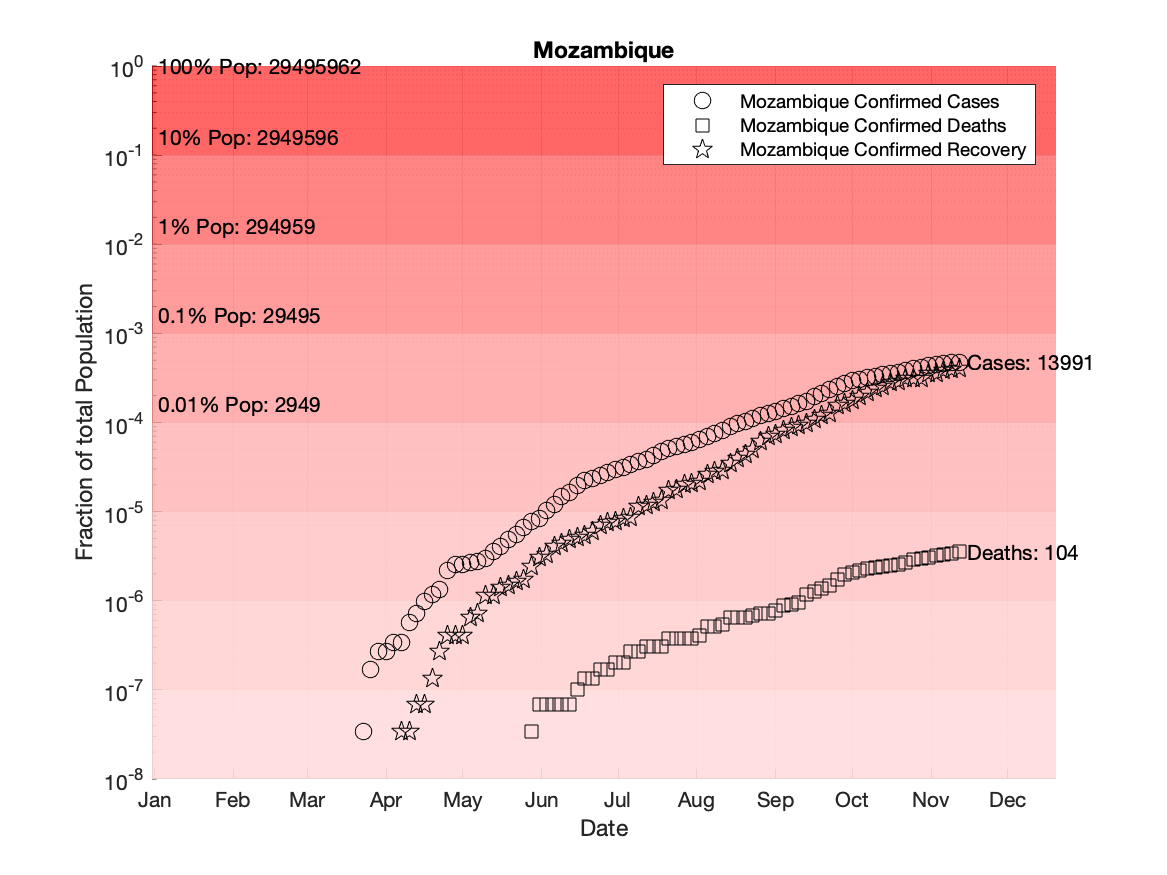 Mozambique
10^0
100% Pop: 29495962
Mozambique Confirmed Cases
Mozambique Confirmed Deaths
Mozambique Confirmed Recovery
10% Pop: 2949596
10^-1
1% Pop: 294959
10^-2
0.1% Pop: 29495
10^-3
Cases: 13991
0.01% Pop: 2949
10^-4
10^-5
Deaths: 104
10^-6
10^-7
10^-8
Fraction of total Population
Jan Feb Mar Apr May Jun Jul Aug Sep Oct Nov Dec
Date